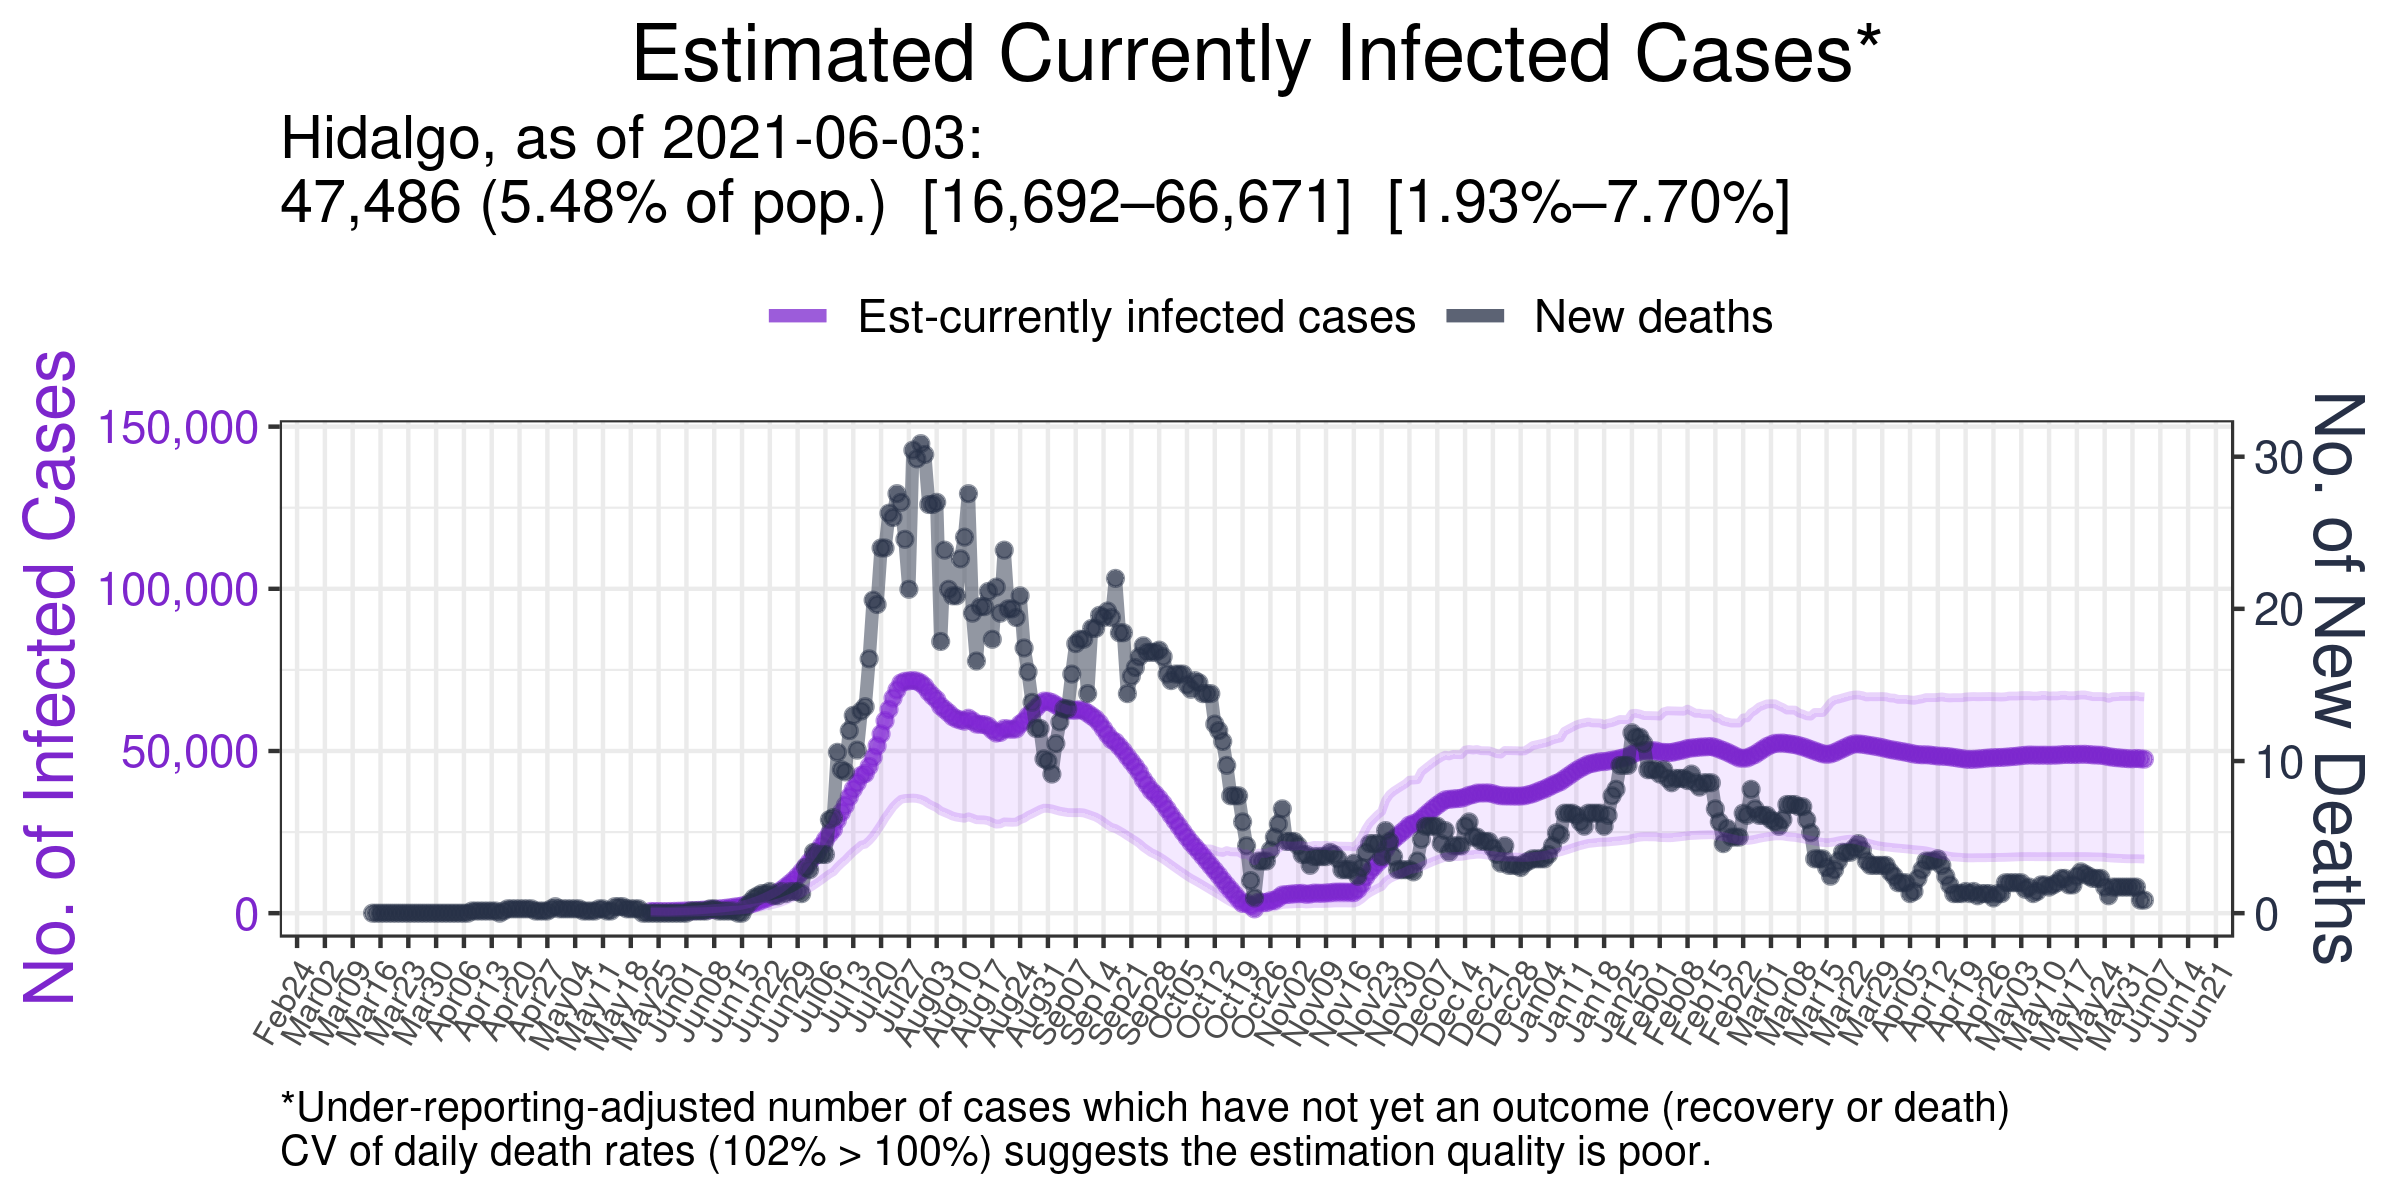 Estimated Currently Infected Cases*
Hidalgo, as of 2021-06-03:
47,486 (5.48% of pop.) [16,692–66,671] [1.93%–7.70%]
Est-currently infected cases
New deaths
No. of Infected Cases
150,000
100,000
50,000
0
30
20
10
0
No. of New Deaths
Feb24
Mar02
Mar09
Mar16
Mar23
Mar30
Apr06
Apr13
Apr20
Apr27
May04
May11
May18
May25
Jun01
Jun08
Jun15
Jun22
Jun29
Jul06
Jul13
Jul20
Jul27
Aug03
Aug10
Aug17
Aug24
Aug31
Sep07
Sep14
Sep21
Sep28
Oct05
Oct12
Oct19
Oct26
Nov02
Nov09
Nov16
Nov23
Nov30
Dec07
Dec14
Dec21
Dec28
Jan04
Jan11
Jan18
Jan25
Feb01
Feb08
Feb15
Feb22
Mar01
Mar08
Mar15
Mar22
Mar29
Apr05
Apr12
Apr19
Apr26
May03
May10
May17
May24
May31
Jun07
Jun14
Jun21
*Under-reporting-adjusted number of cases which have not yet an outcome (recovery or death)
CV of daily death rates (102% > 100%) suggests the estimation quality is poor.